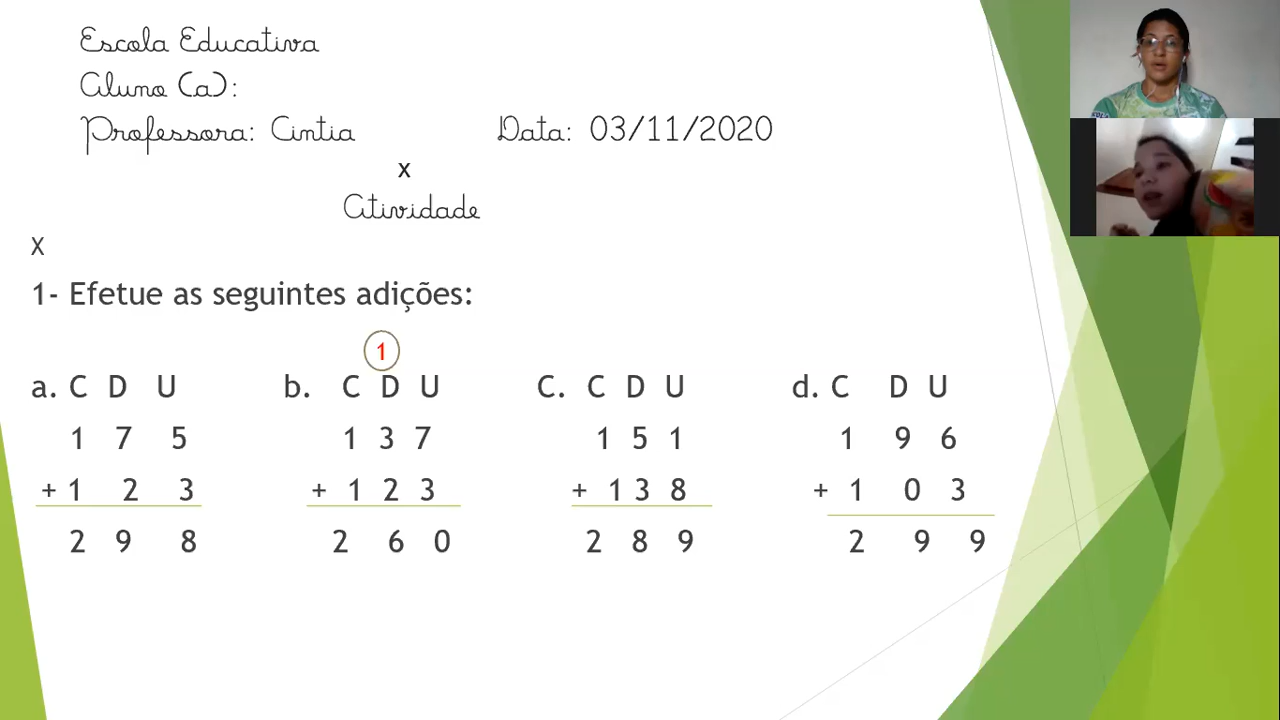 Escola Educativa
Aluno (a):
Professora: Cintia Data: 03/11/2020
x
Atividade
X
1- Efetue as seguintes adições:
1
a. C D U b. C D U C. C D U d. C D U
1 7 5 1 3 7 1 5 1 1 9 6
+ 1 2 3 + 1 2 3 + 1 3 8 + 1 0 3
2 9 8 2 6 0 2 8 9 2 9 9